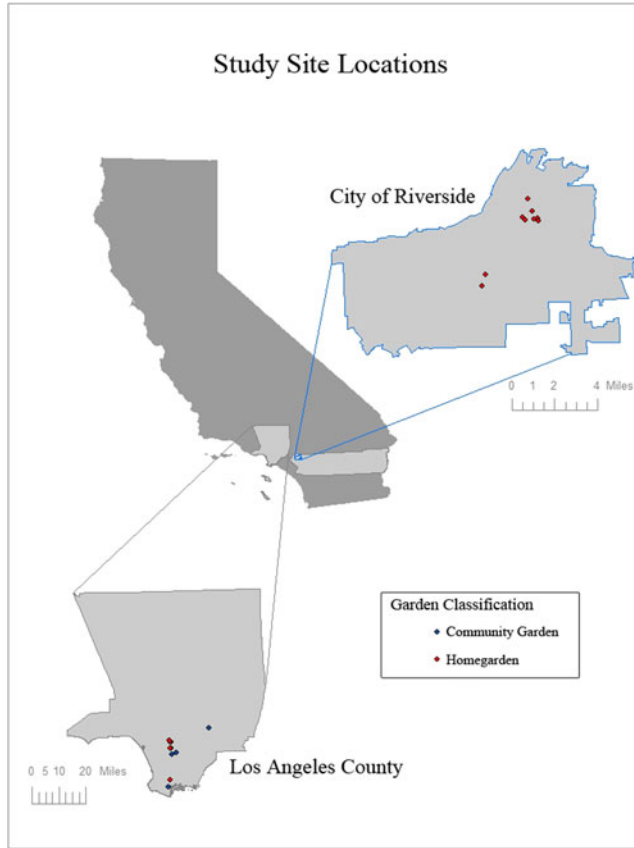 Study Site Locations
City of Riverside
0 1 2 4 Miles
Garden Classification
Community Garden
Homegarden
0 5 10 20 Miles
Los Angeles County